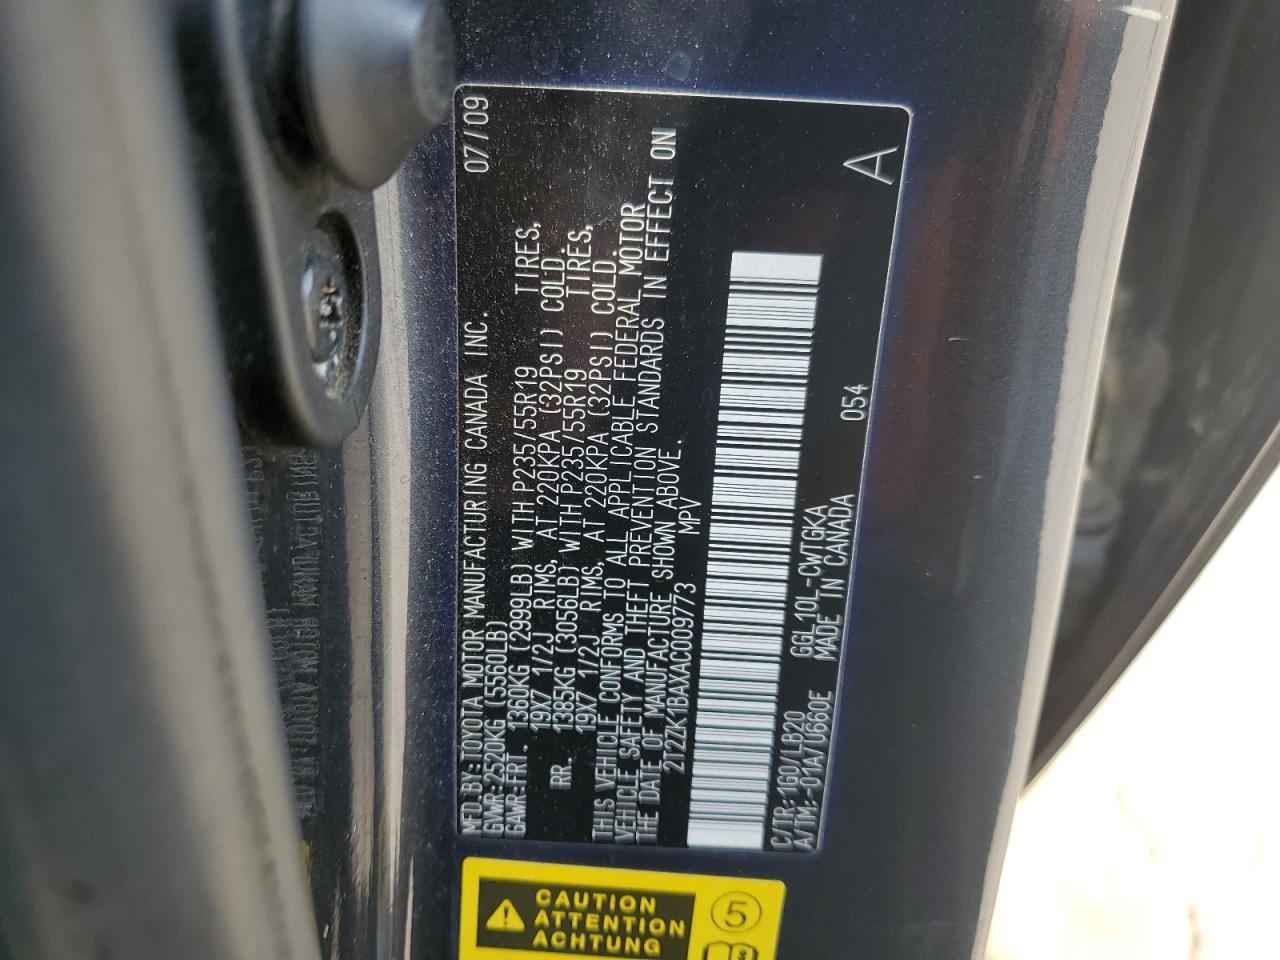 MFD.BY:TOYOTA MOTOR MANUFACTURING CANADA INC. 07/09
GVWR:2520KG (5560LB)
GAWR:FRT. 1360KG (2999LB) WITH P235/55R19 TIRES,
19X7 1/2J RIMS, AT 220KPA (32PSI) COLD.
RR. 1385KG (3056LB) WITH P235/55R19 TIRES,
19X7 1/2J RIMS, AT 220KPA (32PSI) COLD.
THIS VEHICLE CONFORMS TO ALL APPLICABLE FEDERAL MOTOR
VEHICLE SAFETY AND THEFT PREVENTION STANDARDS IN EFFECT ON
THE DATE OF MANUFACTURE SHOWN ABOVE.
2T2ZK1BAXAC009773 MPV
C/TR:1G0/LB20 GGL10L-CWTGKA
A/TM:-01A/U660E MADE IN CANADA 054 A
CAUTION
ATTENTION
ACHTUNG
5